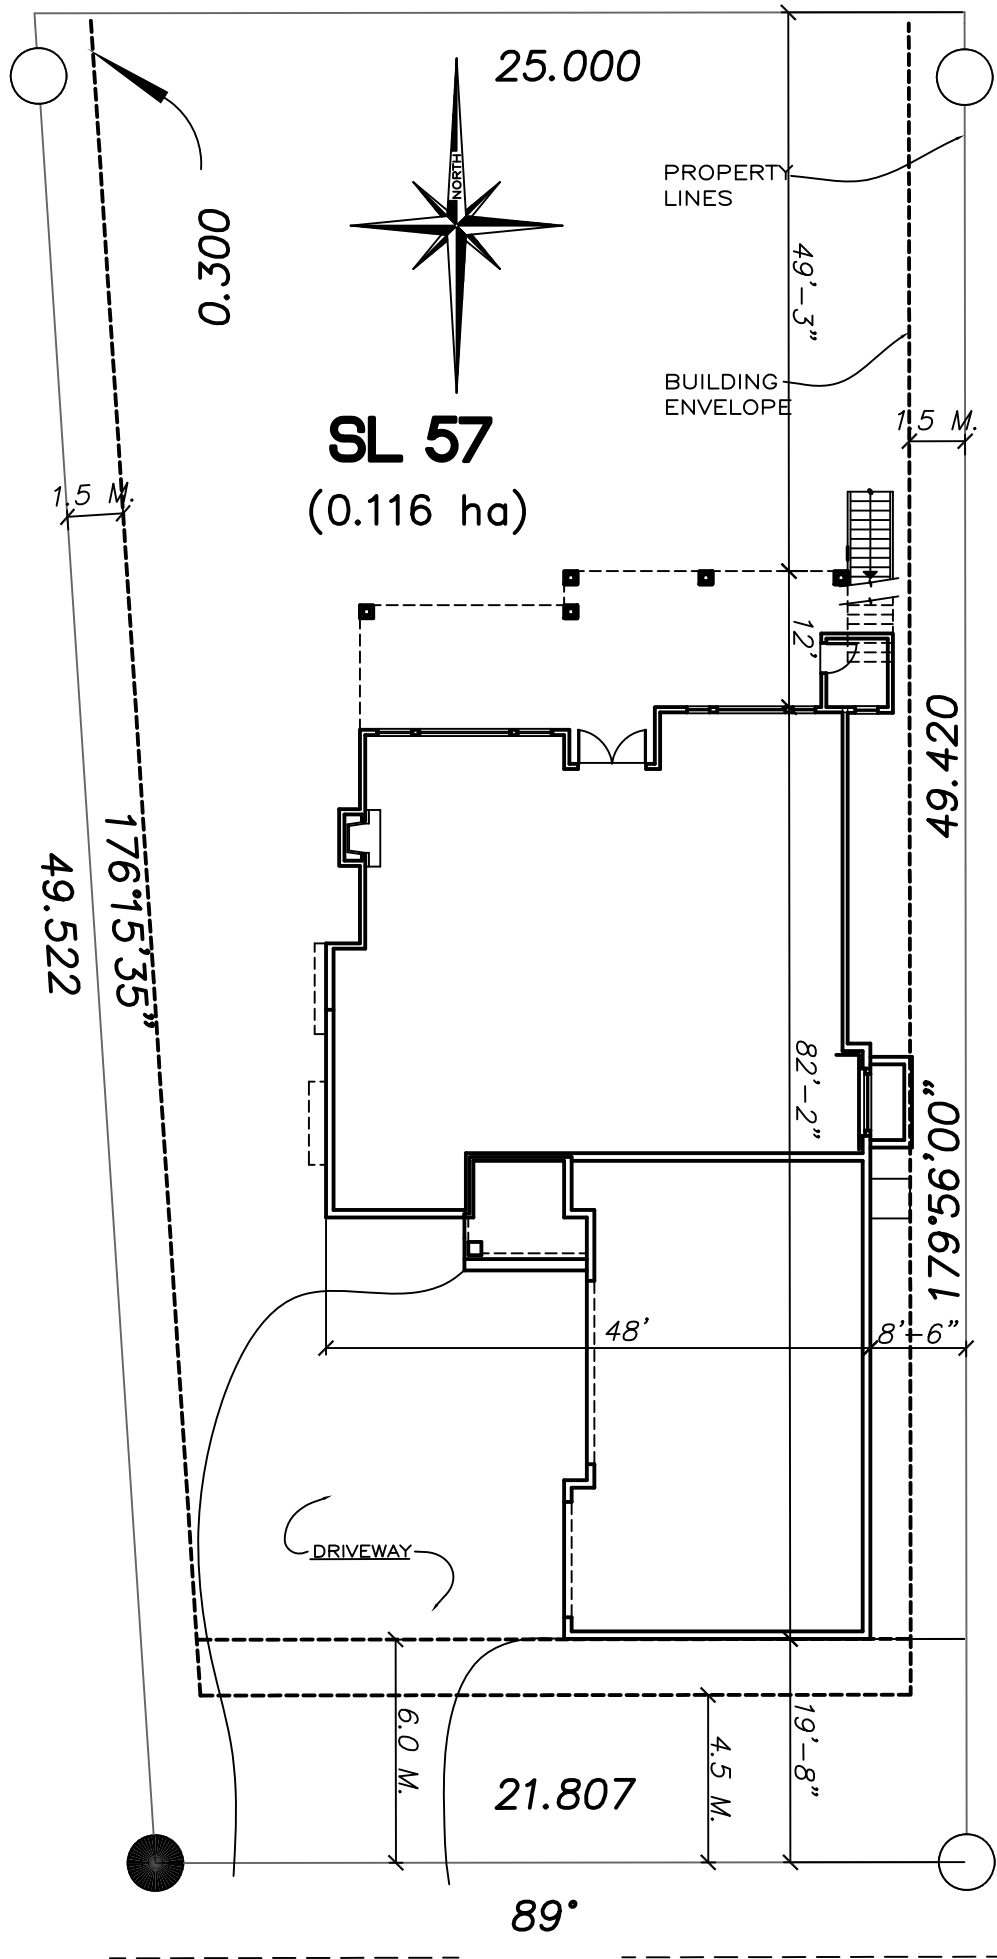 25.000
NORTH
PROPERTY
LINES
0.300
49'-3"
BUILDING
ENVELOPE
SL 57
1.5 M.
(0.116 ha)
1.5 M.
12'
49.420
176°15'35"
49.522
82'-2"
179°56'00"
48'
8'-6"
DRIVEWAY
6.0 M.
4.5 M.
19'-8"
21.807
89°